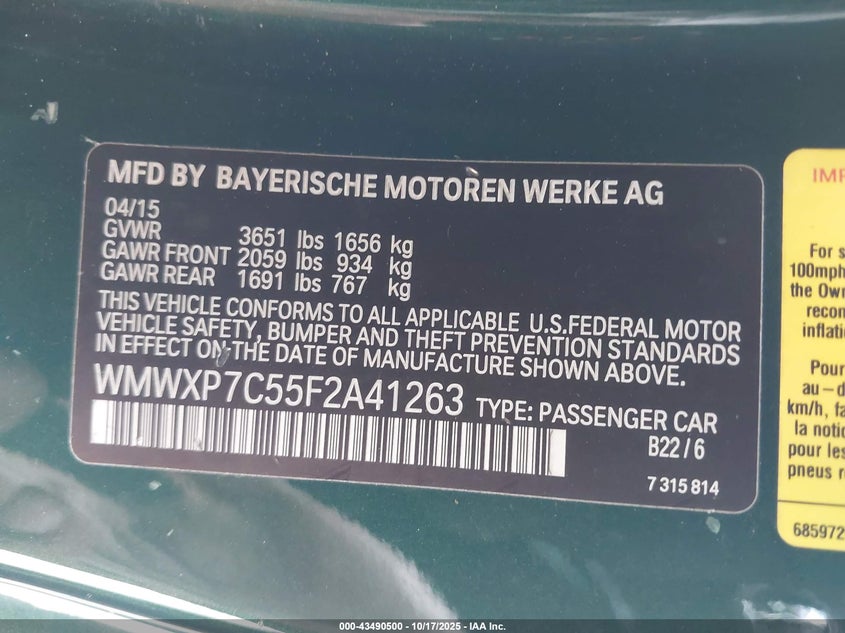 MFD BY BAYERISCHE MOTOREN WERKE AG
04/15
GVWR 3651 lbs 1656 kg
GAWR FRONT 2059 lbs 934 kg
GAWR REAR 1691 lbs 767 kg
THIS VEHICLE CONFORMS TO ALL APPLICABLE U.S.FEDERAL MOTOR
VEHICLE SAFETY, BUMPER AND THEFT PREVENTION STANDARDS
IN EFFECT ON THE DATE OF MANUFACTURE SHOWN ABOVE.
WMWXP7C55F2A41263 TYPE: PASSENGER CAR
B22/6
7 315 814
For s
100mph
the Own
recon
inflati
Pour
au-d
km/h, fa
la notic
pour les
pneus r
685972
000-43490500 | 10/17/2025 | IAA Inc.